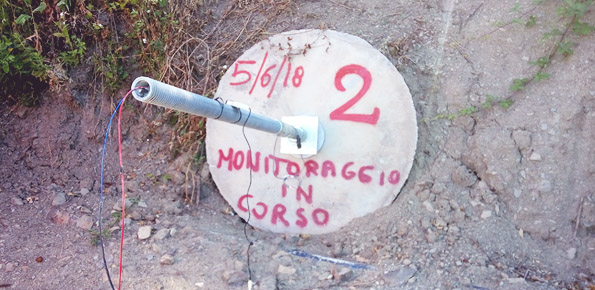 5/6/18
2
MONITORAGGIO
IN
CORSO